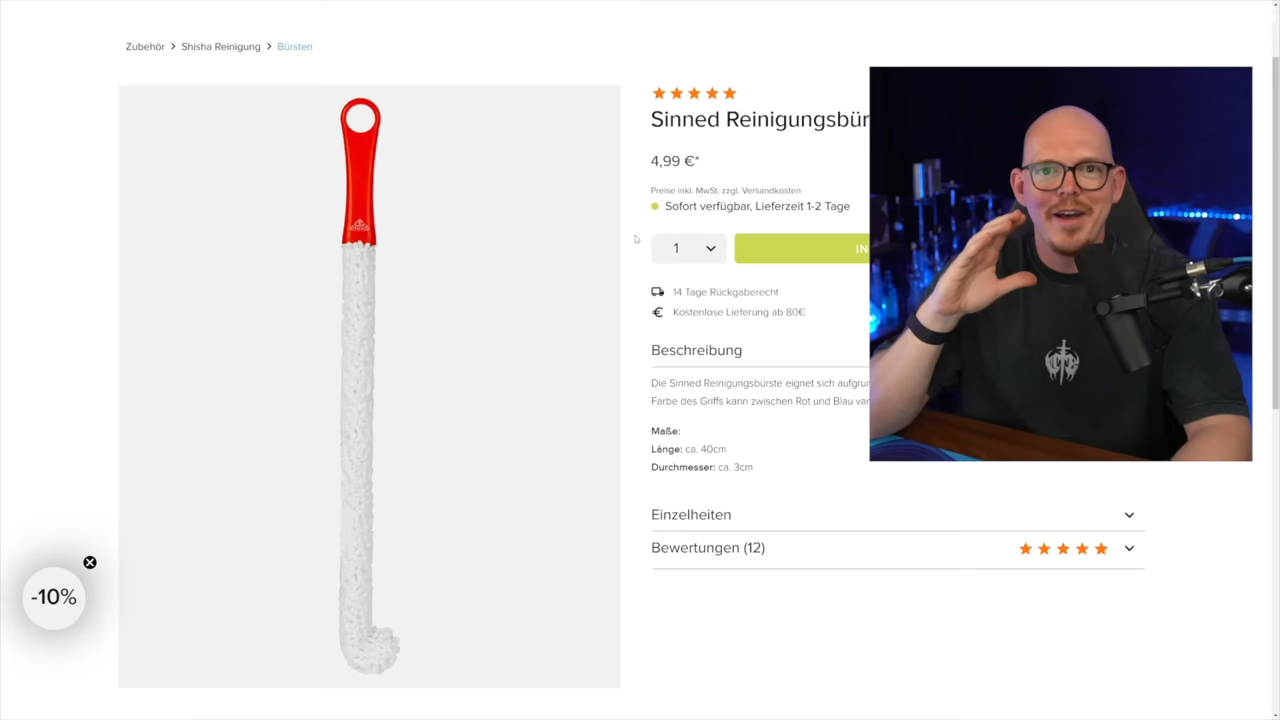 Zubehör > Shisha Reinigung > Bürsten
Sinned Reinigungsbür
4,99 €*
Preise inkl. MwSt. zzgl. Versandkosten
Sofort verfügbar, Lieferzeit 1-2 Tage
1
IN
14 Tage Rückgaberecht
€ Kostenlose Lieferung ab 80€
Beschreibung
Die Sinned Reinigungsbürste eignet sich aufgru
Farbe des Griffs kann zwischen Rot und Blau var
Maße:
Länge: ca. 40cm
Durchmesser: ca. 3cm
Einzelheiten
Bewertungen (12)
-10%